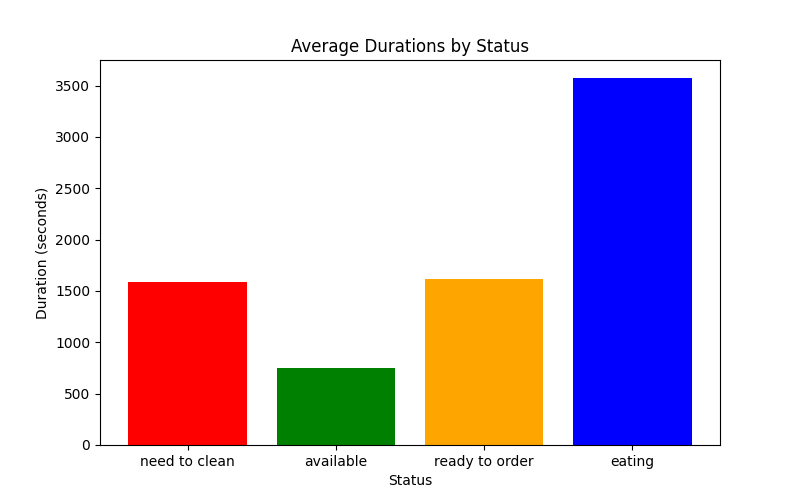 Average Durations by Status
Duration (seconds)
3500
3000
2500
2000
1500
1000
500
0
need to clean available ready to order eating
Status